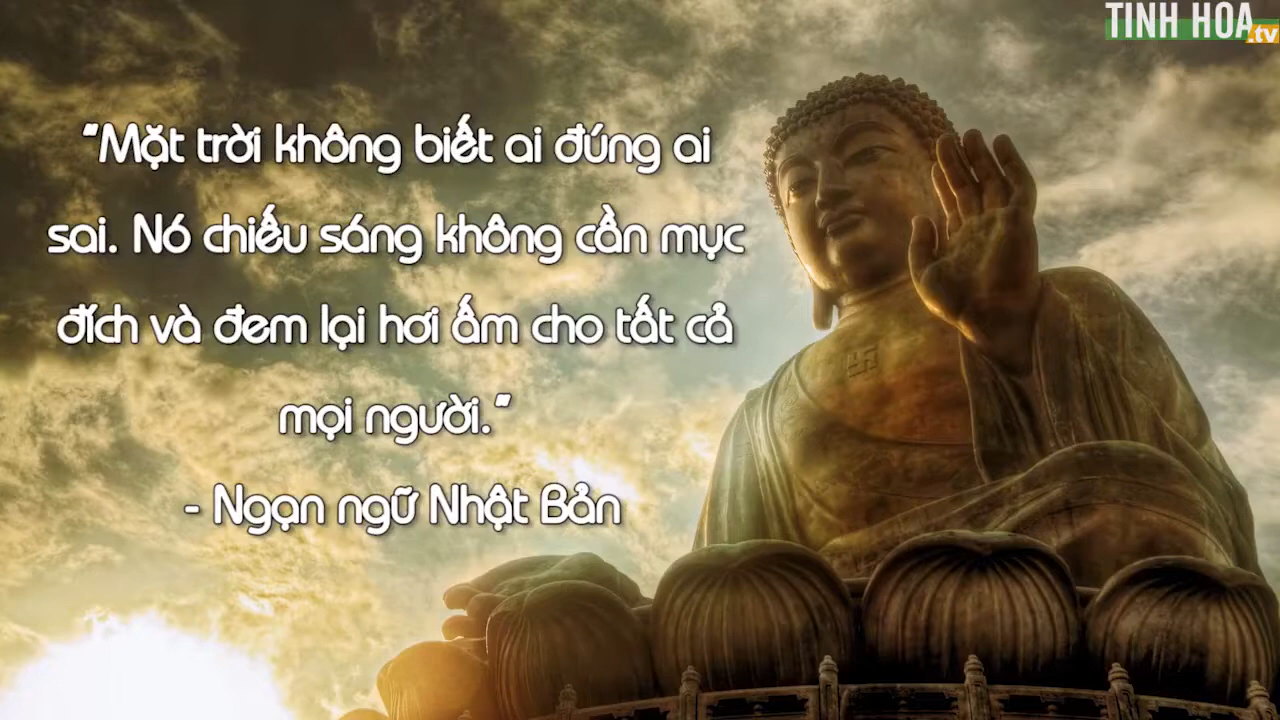 TINH HOA
.tv
"Mặt trời không biết ai đúng ai
sai. Nó chiếu sáng không cần mục
đích và đem lại hơi ấm cho tất cả
mọi người."
- Ngạn ngữ Nhật Bản